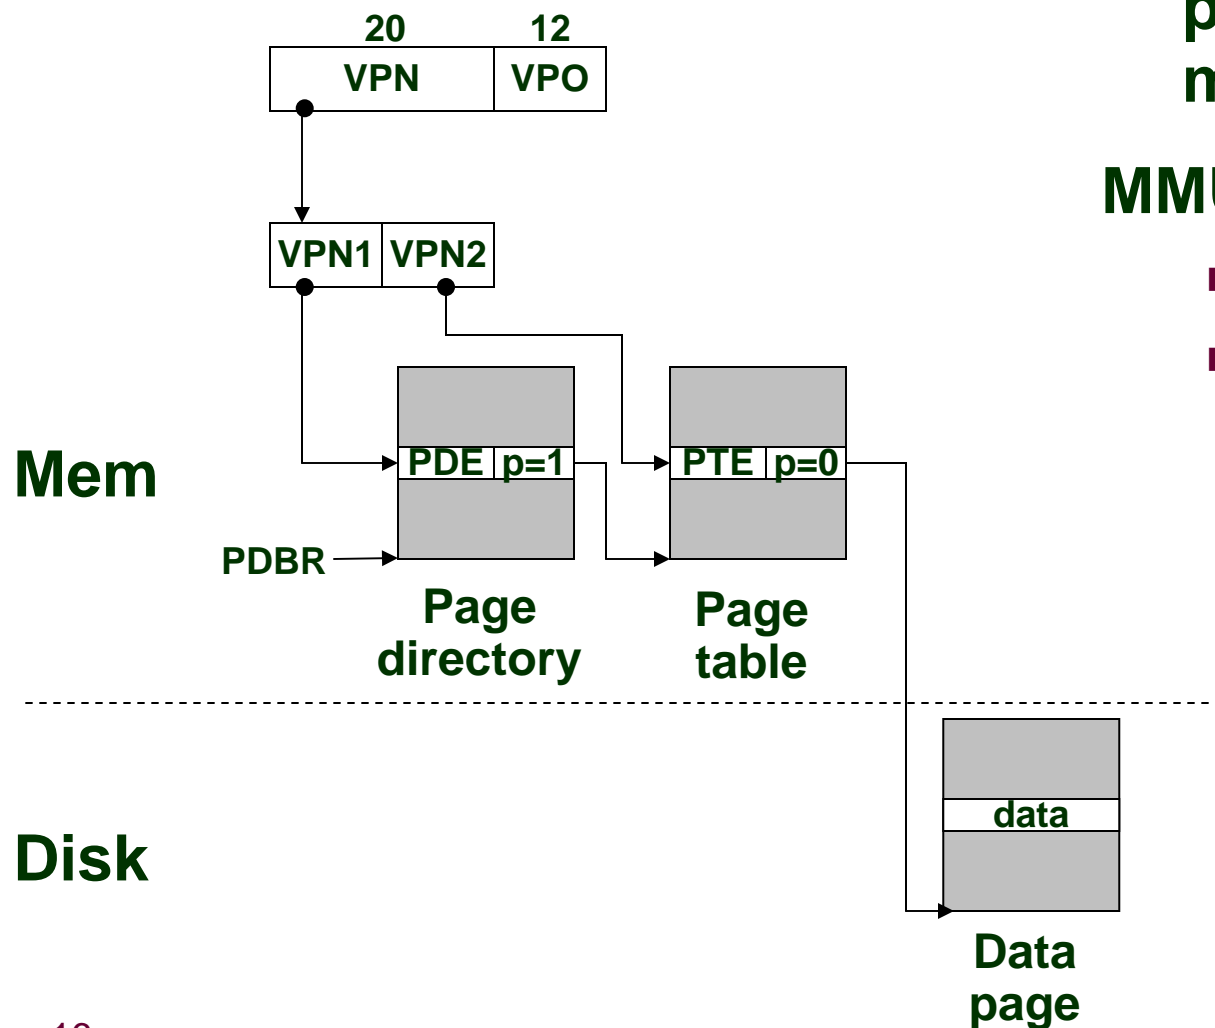 20 12
VPN VPO
VPN1 VPN2
Mem
PDE p=1
PTE p=0
PDBR
Page
directory
Page
table
Disk
data
Data
page